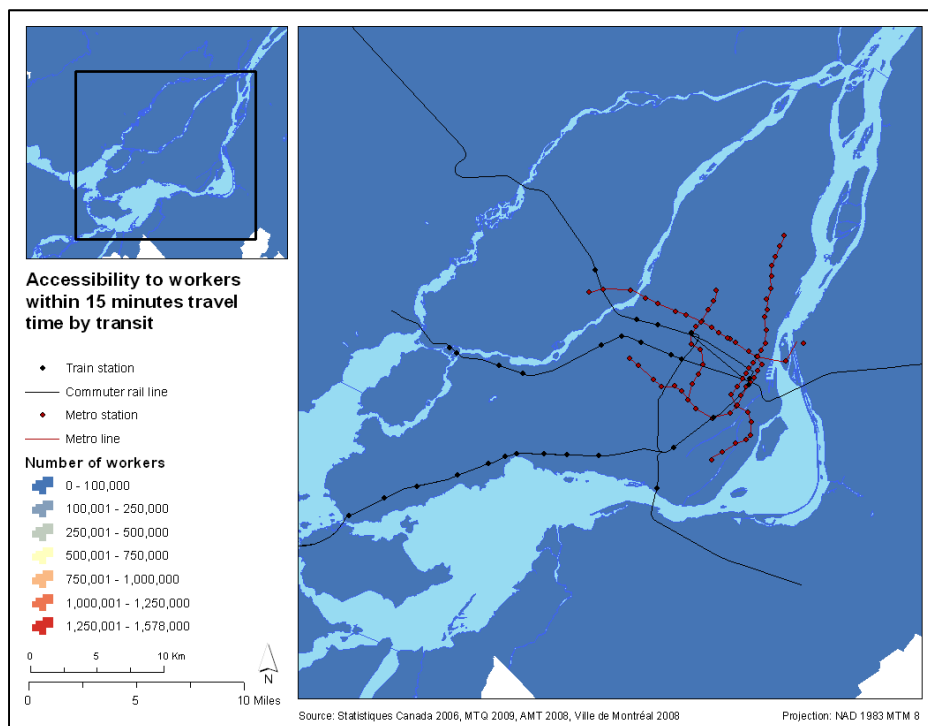 Accessibility to workers
within 15 minutes travel
time by transit
Train station
Commuter rail line
Metro station
Metro line
Number of workers
0 - 100,000
100,001 - 250,000
250,001 - 500,000
500,001 - 750,000
750,001 - 1,000,000
1,000,001 - 1,250,000
1,250,001 - 1,578,000
0 5 10 Km
0 5 10 Miles
N
Source: Statistiques Canada 2006, MTQ 2009, AMT 2008, Ville de Montréal 2008
Projection: NAD 1983 MTM 8